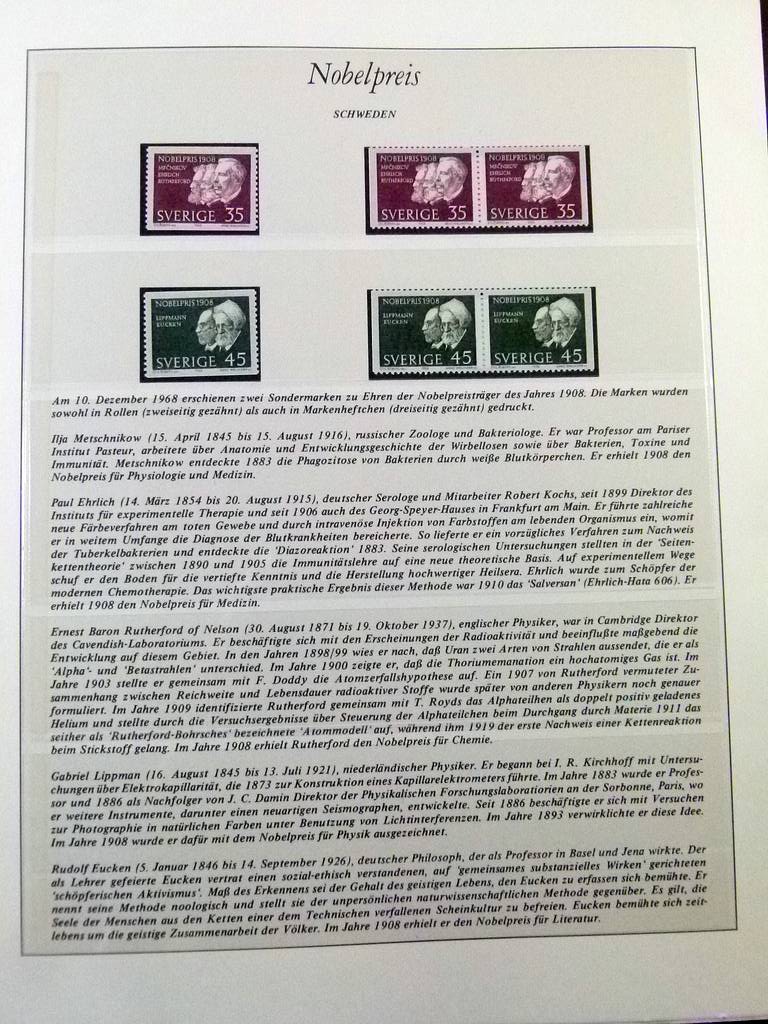 Nobelpreis
SCHWEDEN
NOBELPRIS 1908
MEČNIKOV
EHRLICH
RUTHERFORD
SVERIGE 35
NOBELPRIS 1908
MEČNIKOV
EHRLICH
RUTHERFORD
SVERIGE 35
NOBELPRIS 1908
MEČNIKOV
EHRLICH
RUTHERFORD
SVERIGE 35
NOBELPRIS 1908
LIPPMANN
EUCKEN
SVERIGE 45
NOBELPRIS 1908
LIPPMANN
EUCKEN
SVERIGE 45
NOBELPRIS 1908
LIPPMANN
EUCKEN
SVERIGE 45
Am 10. Dezember 1968 erschienen zwei Sondermarken zu Ehren der Nobelpreisträger des Jahres 1908. Die Marken wurden
sowohl in Rollen (zweiseitig gezähnt) als auch in Markenheftchen (dreiseitig gezähnt) gedruckt.
Ilja Metschnikow (15. April 1845 bis 15. August 1916), russischer Zoologe und Bakteriologe. Er war Professor am Pariser
Institut Pasteur, arbeitete über Anatomie und Entwicklungsgeschichte der Wirbellosen sowie über Bakterien, Toxine und
Immunität. Metschnikow entdeckte 1883 die Phagozitose von Bakterien durch weiße Blutkörperchen. Er erhielt 1908 den
Nobelpreis für Physiologie und Medizin.
Paul Ehrlich (14. März 1854 bis 20. August 1915), deutscher Serologe und Mitarbeiter Robert Kochs, seit 1899 Direktor des
Instituts für experimentelle Therapie und seit 1906 auch des Georg-Speyer-Hauses in Frankfurt am Main. Er führte zahlreiche
neue Färbeverfahren am toten Gewebe und durch intravenöse Injektion von Farbstoffen am lebenden Organismus ein, womit
er in weitem Umfange die Diagnose der Blutkrankheiten bereicherte. So lieferte er ein vorzügliches Verfahren zum Nachweis
der Tuberkelbakterien und entdeckte die 'Diazoreaktion' 1883. Seine serologischen Untersuchungen stellten in der 'Seiten-
kettentheorie' zwischen 1890 und 1905 die Immunitätslehre auf eine neue theoretische Basis. Auf experimentellem Wege
schuf er den Boden für die vertiefte Kenntnis und die Herstellung hochwertiger Heilsera. Ehrlich wurde zum Schöpfer der
modernen Chemotherapie. Das wichtigste praktische Ergebnis dieser Methode war 1910 das 'Salversan' (Ehrlich-Hata 606). Er
erhielt 1908 den Nobelpreis für Medizin.
Ernest Baron Rutherford of Nelson (30. August 1871 bis 19. Oktober 1937), englischer Physiker, war in Cambridge Direktor
des Cavendish-Laboratoriums. Er beschäftigte sich mit den Erscheinungen der Radioaktivität und beeinflußte maßgebend die
Entwicklung auf diesem Gebiet. In den Jahren 1898/99 wies er nach, daß Uran zwei Arten von Strahlen aussendet, die er als
'Alpha'- und 'Betastrahlen' unterschied. Im Jahre 1900 zeigte er, daß die Thoriumemanation ein hochatomiges Gas ist. Im
Jahre 1903 stellte er gemeinsam mit F. Doddy die Atomzerfallshypothese auf. Ein 1907 von Rutherford vermuteter Zu-
sammenhang zwischen Reichweite und Lebensdauer radioaktiver Stoffe wurde später von anderen Physikern noch genauer
formuliert. Im Jahre 1909 identifizierte Rutherford gemeinsam mit T. Royds das Alphateilhen als doppelt positiv geladenes
Helium und stellte durch die Versuchsergebnisse über Steuerung der Alphateilchen beim Durchgang durch Materie 1911 das
seither als 'Rutherford-Bohrsches' bezeichnete 'Atommodell' auf, während ihm 1919 der erste Nachweis einer Kettenreaktion
beim Stickstoff gelang. Im Jahre 1908 erhielt Rutherford den Nobelpreis für Chemie.
Gabriel Lippman (16. August 1845 bis 13. Juli 1921), niederländischer Physiker. Er begann bei I. R. Kirchhoff mit Untersu-
chungen über Elektrokapillarität, die 1873 zur Konstruktion eines Kapillarelektrometers führte. Im Jahre 1883 wurde er Profes-
sor und 1886 als Nachfolger von J. C. Damin Direktor der Physikalischen Forschungslaboratiorien an der Sorbonne, Paris, wo
er weitere Instrumente, darunter einen neuartigen Seismographen, entwickelte. Seit 1886 beschäftigte er sich mit Versuchen
zur Photographie in natürlichen Farben unter Benutzung von Lichtinterferenzen. Im Jahre 1893 verwirklichte er diese Idee.
Im Jahre 1908 wurde er dafür mit dem Nobelpreis für Physik ausgezeichnet.
Rudolf Eucken (5. Januar 1846 bis 14. September 1926), deutscher Philosoph, der als Professor in Basel und Jena wirkte. Der
als Lehrer gefeierte Eucken vertrat einen sozial-ethisch verstandenen, auf 'gemeinsames substanzielles Wirken' gerichteten
'schöpferischen Aktivismus'. Maß des Erkennens sei der Gehalt des geistigen Lebens, den Eucken zu erfassen sich bemühte. Er
nennt seine Methode noologisch und stellt sie der unpersönlichen naturwissenschaftlichen Methode gegenüber. Es gilt, die
Seele der Menschen aus den Ketten einer dem Technischen verfallenen Scheinkultur zu befreien. Eucken bemühte sich zeit-
lebens um die geistige Zusammenarbeit der Völker. Im Jahre 1908 erhielt er den Nobelpreis für Literatur.